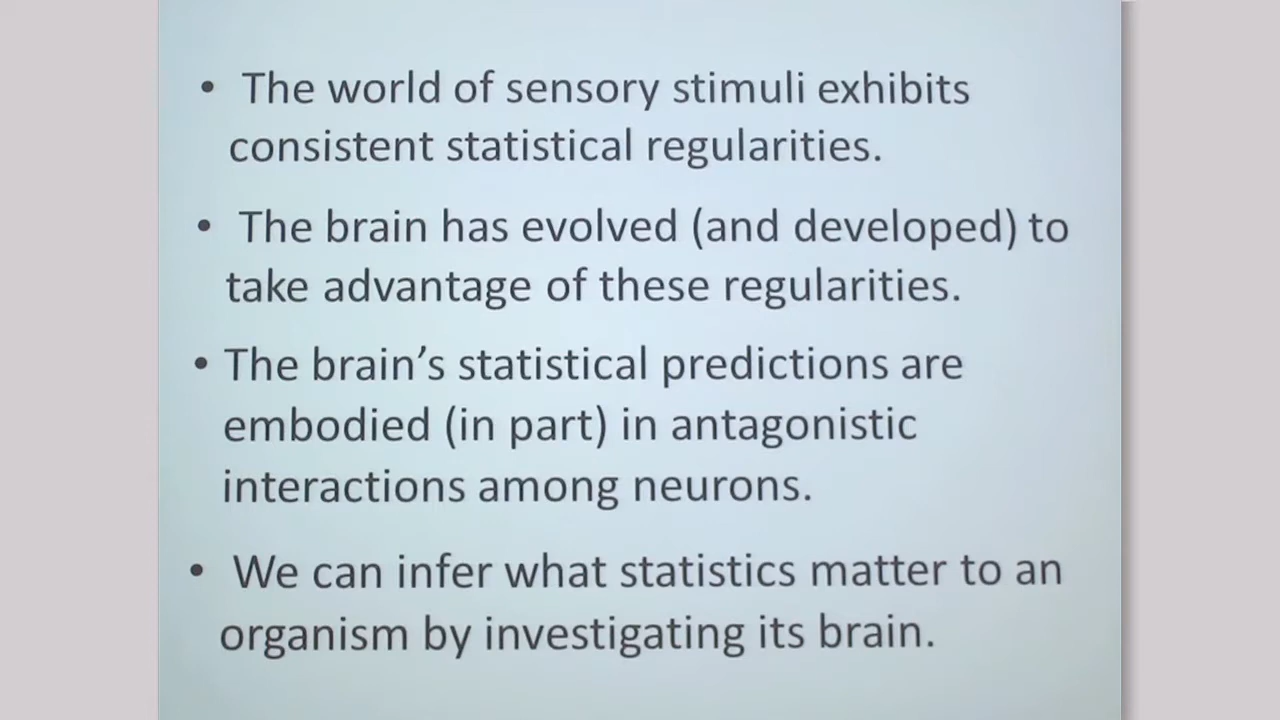 • The world of sensory stimuli exhibits
consistent statistical regularities.
• The brain has evolved (and developed) to
take advantage of these regularities.
• The brain’s statistical predictions are
embodied (in part) in antagonistic
interactions among neurons.
• We can infer what statistics matter to an
organism by investigating its brain.